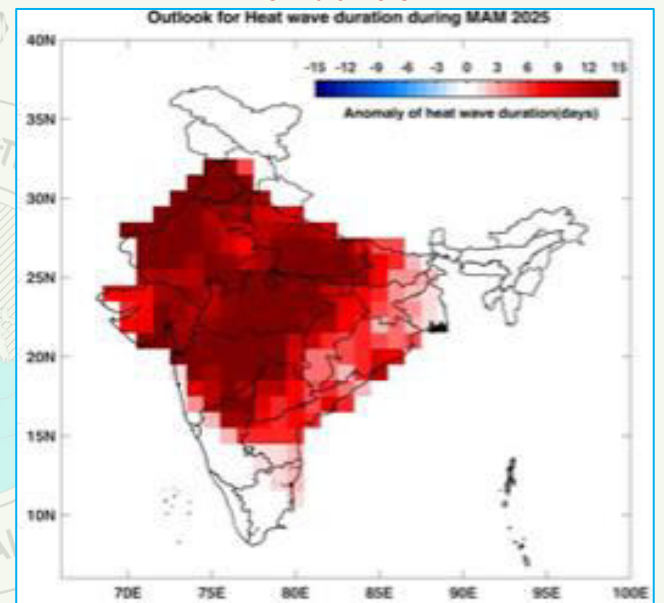 Outlook for Heat wave duration during MAM 2025
40N
-15 -12 -9 -6 -3 0 3 6 9 12 15
Anomaly of heat wave duration(days)
35N
30N
25N
20N
15N
10N
70E 75E 80E 85E 90E 95E 100E